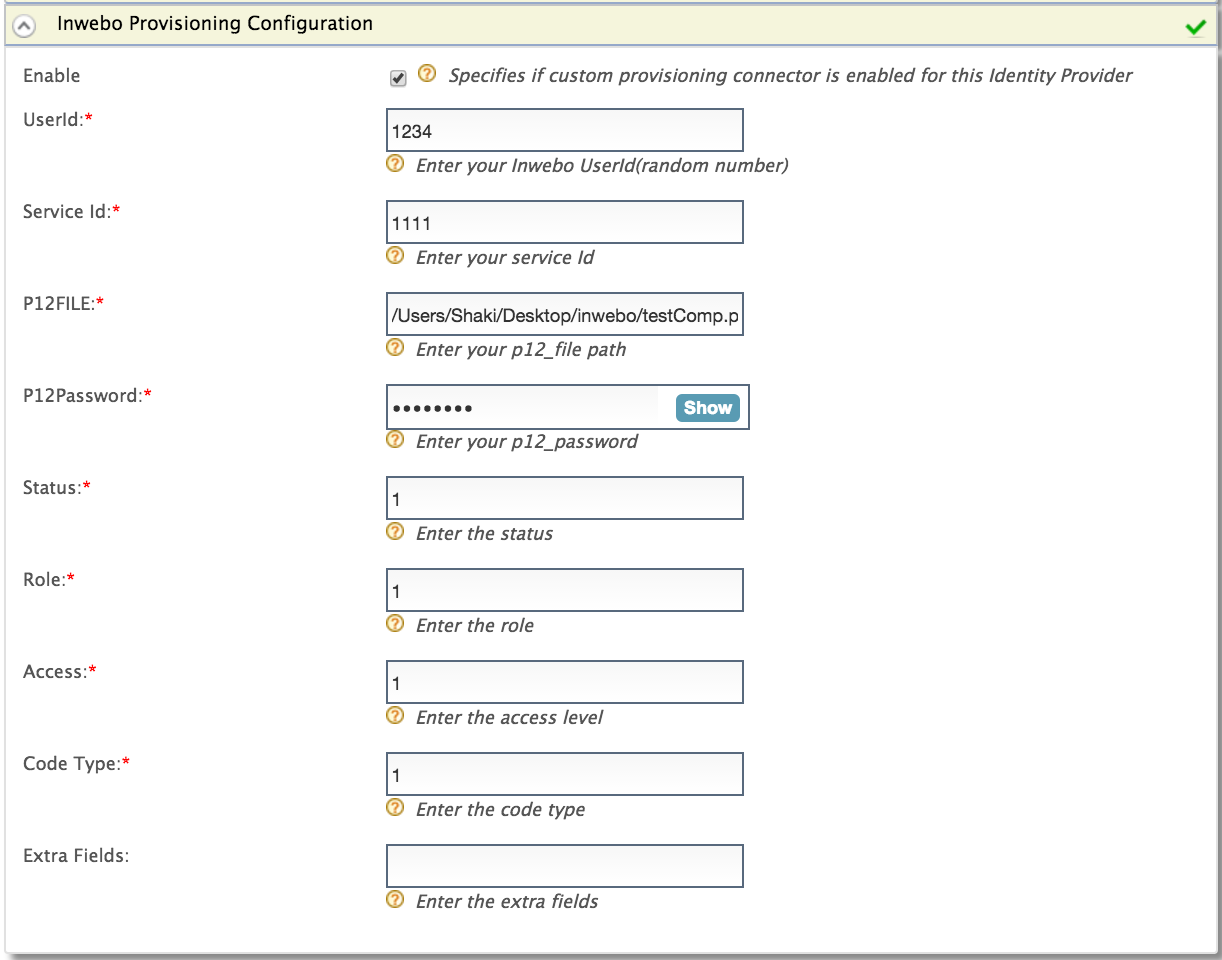 Inwebo Provisioning Configuration
Enable Specifies if custom provisioning connector is enabled for this Identity Provider
UserId:* 1234
Enter your Inwebo UserId(random number)
Service Id:* 1111
Enter your service Id
P12FILE:* /Users/Shaki/Desktop/inwebo/testComp.p
Enter your p12_file path
P12Password:* •••••••• Show
Enter your p12_password
Status:* 1
Enter the status
Role:* 1
Enter the role
Access:* 1
Enter the access level
Code Type:* 1
Enter the code type
Extra Fields:
Enter the extra fields